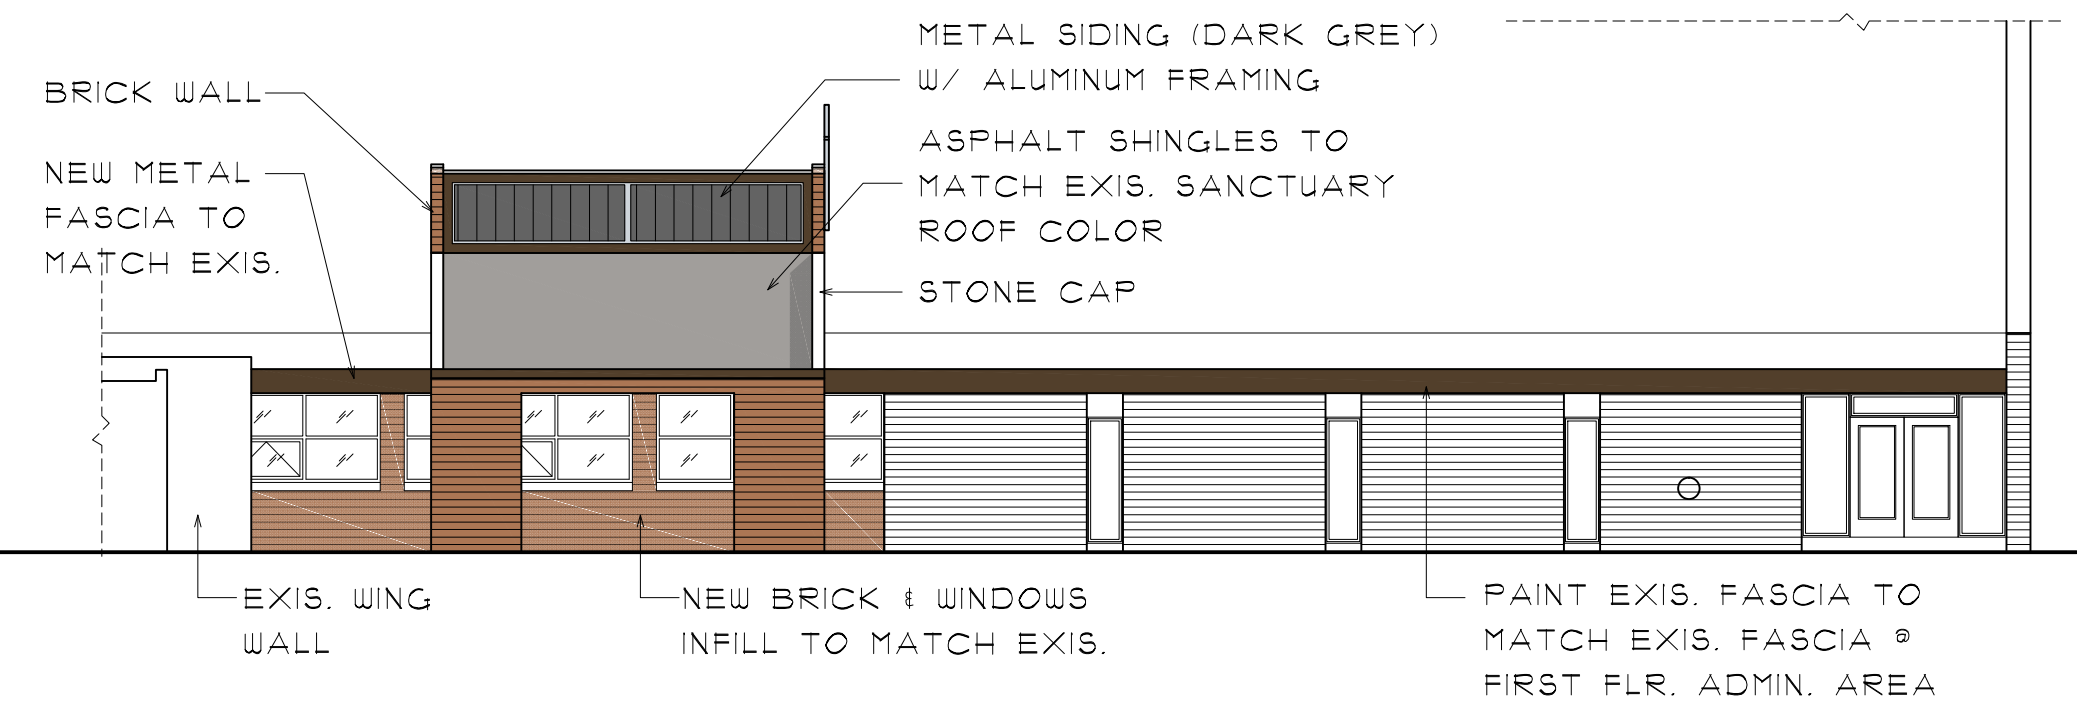 BRICK WALL
NEW METAL
FASCIA TO
MATCH EXIS.
METAL SIDING (DARK GREY)
W/ ALUMINUM FRAMING
ASPHALT SHINGLES TO
MATCH EXIS. SANCTUARY
ROOF COLOR
STONE CAP
EXIS. WING
WALL
NEW BRICK & WINDOWS
INFILL TO MATCH EXIS.
PAINT EXIS. FASCIA TO
MATCH EXIS. FASCIA @
FIRST FLR. ADMIN. AREA